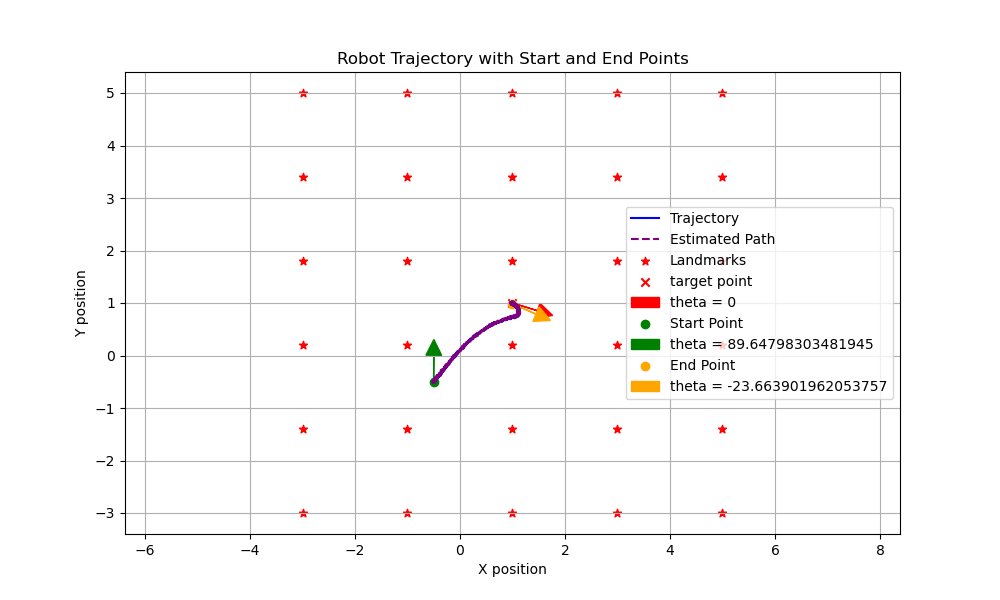 Robot Trajectory with Start and End Points
5
4
3
2
1
0
−1
−2
−3
Y position
Trajectory
Estimated Path
Landmarks
target point
theta = 0
Start Point
theta = 89.64798303481945
End Point
theta = -23.663901962053757
−6 −4 −2 0 2 4 6 8
X position